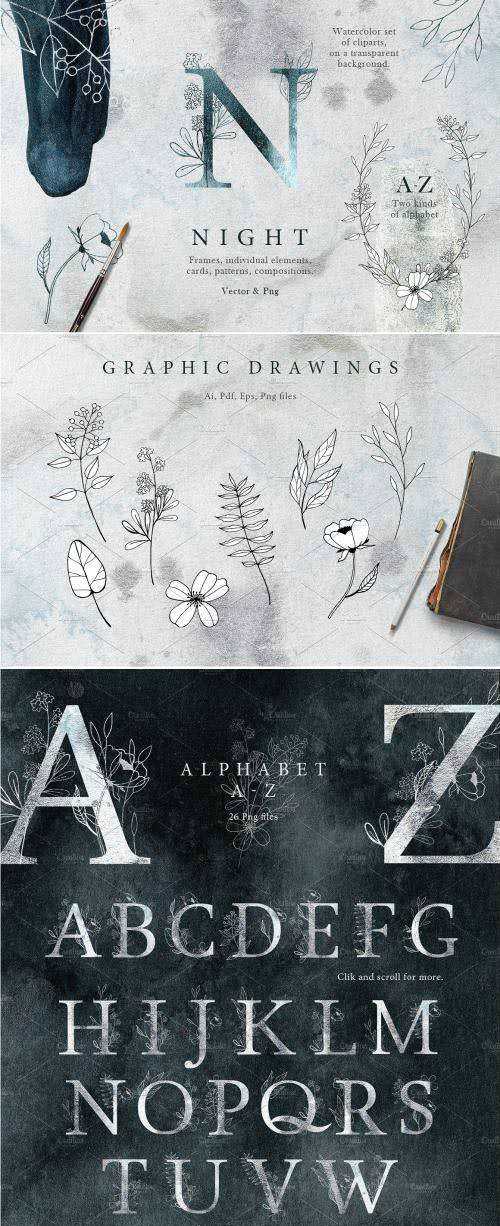 Watercolor set
of cliparts,
on a transparent
background.
N
AZ
Two kinds
of alphabet
NIGHT
Frames, individual elements,
cards, patterns, compositions.
Vector & Png
GRAPHIC DRAWINGS
Ai, Pdf, Eps, Png files
A
Z
ALPHABET
A - Z
26 Png files
ABCDEFG
Clik and scroll for more.
HIJKLM
NOPQRS
TUVW